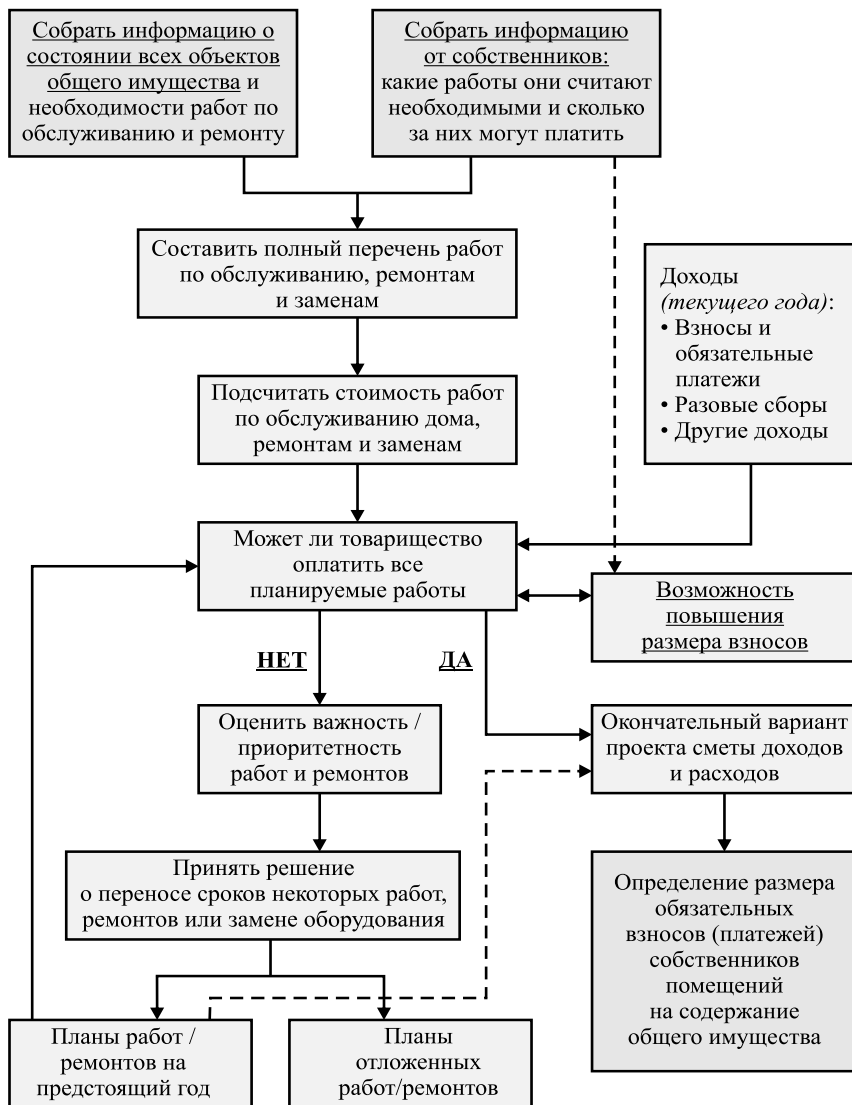 Собрать информацию о
состоянии всех объектов
общего имущества и
необходимости работ по
обслуживанию и ремонту
Собрать информацию
от собственников:
какие работы они считают
необходимыми и сколько
за них могут платить
Составить полный перечень работ
по обслуживанию, ремонтам
и заменам
Доходы
(текущего года):
• Взносы и
обязательные
платежи
• Разовые сборы
• Другие доходы
Подсчитать стоимость работ
по обслуживанию дома,
ремонтам и заменам
Может ли товарищество
оплатить все
планируемые работы
Возможность
повышения
размера взносов
НЕТ
ДА
Оценить важность /
приоритетность
работ и ремонтов
Окончательный вариант
проекта сметы доходов
и расходов
Принять решение
о переносе сроков некоторых работ,
ремонтов или замене оборудования
Определение размера
обязательных
взносов (платежей)
собственников
помещений
на содержание
общего имущества
Планы работ /
ремонтов на
предстоящий год
Планы
отложенных
работ/ремонтов